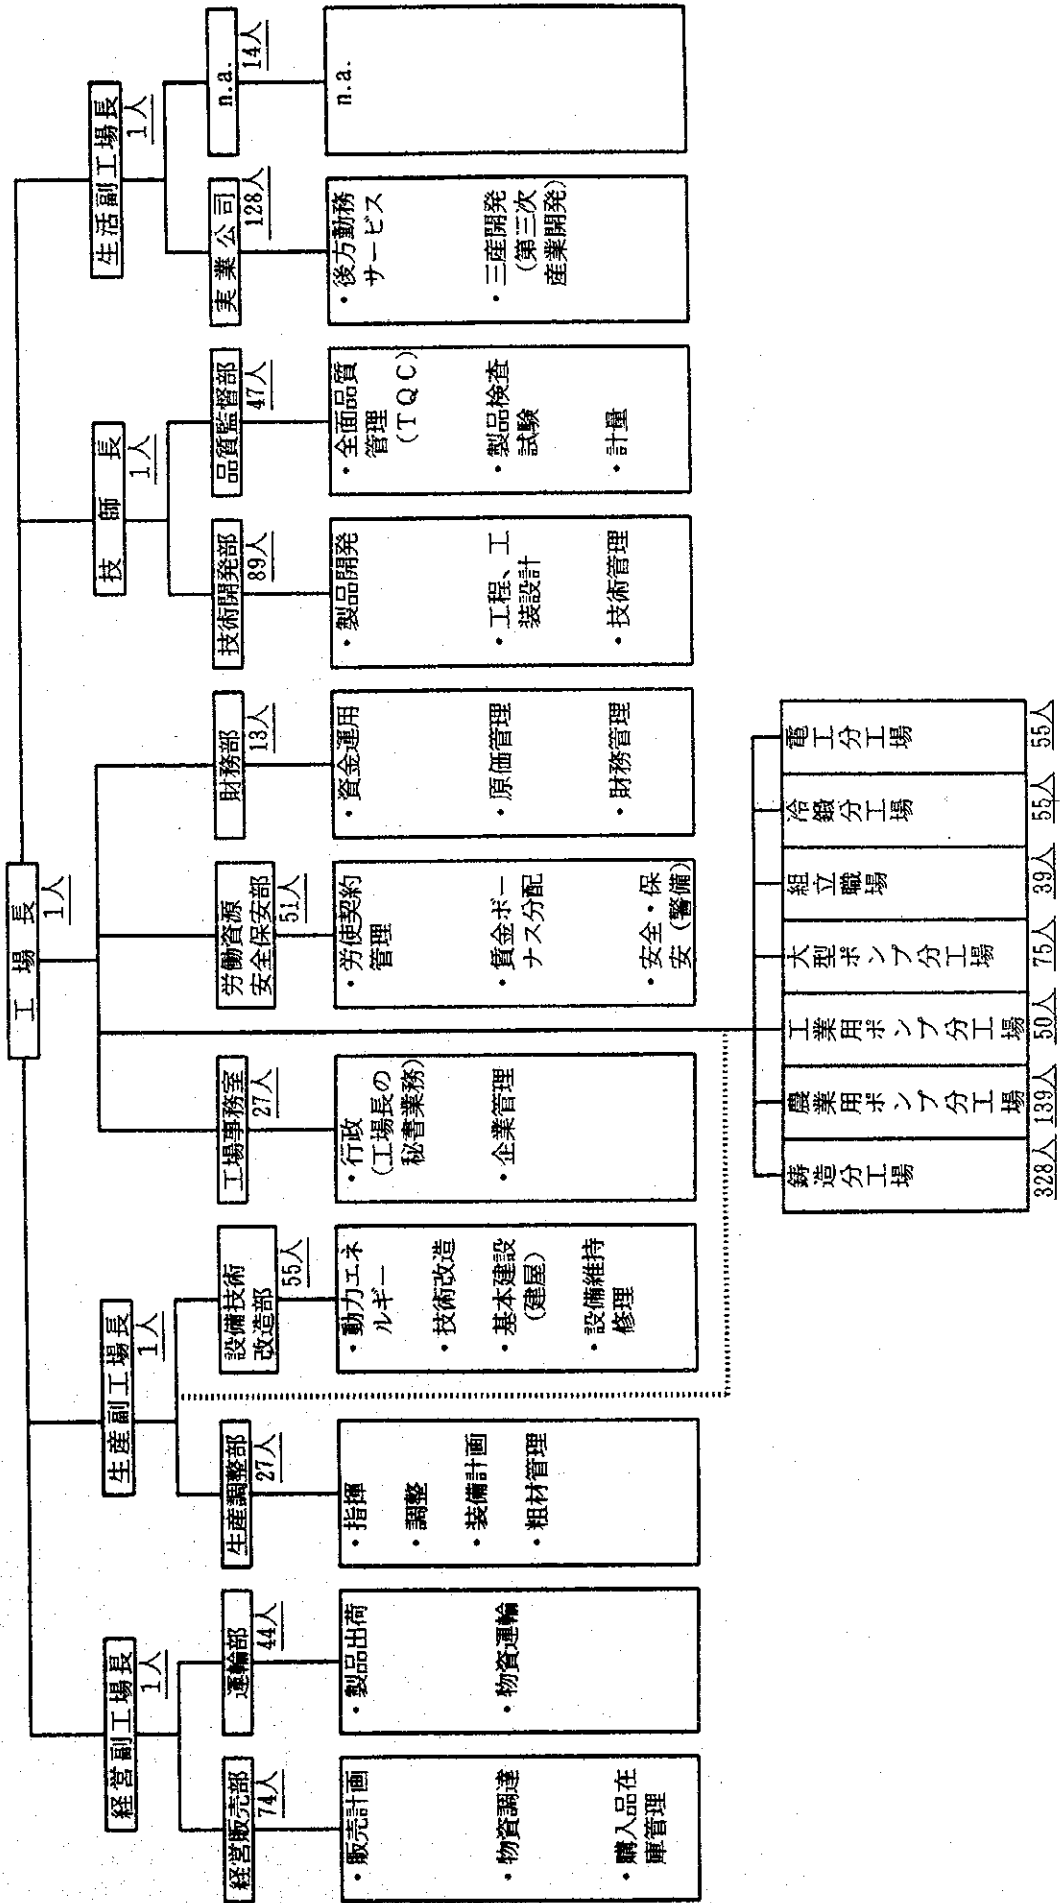 工場長
1人
経営副工場長
1人
生産副工場長
1人
技師長
1人
生活副工場長
1人
経営販売部
74人
・販売計画
・物資調達
・購入品在
庫管理
運輸部
44人
・製品出荷
・物資運輸
生産調整部
27人
・指揮
・調整
・装備計画
・粗材管理
設備技術
改造部
55人
・動力エネ
ルギー
・技術改造
・基本建設
(建屋)
・設備維持
修理
工場事務室
27人
・行政
(工場長の
秘書業務)
・企業管理
労働資源
安全保安部
51人
・労使契約
管理
・賃金ボー
ナス分配
・安全・保
安(警備)
財務部
13人
・資金運用
・原価管理
・財務管理
技術開発部
89人
・製品開発
・工程、工
装設計
・技術管理
品質監督部
47人
・全面品質
管理
(TQC)
・製品検査
試験
・計量
実業公司
128人
・後方勤務
サービス
・三産開発
(第三次
産業開発)
n.a.
14人
n.a.
鋳造分工場
328人
農業用ポンプ分工場
139人
工業用ポンプ分工場
50人
大型ポンプ分工場
75人
組立職場
39人
冷鍛分工場
55人
電工分工場
55人